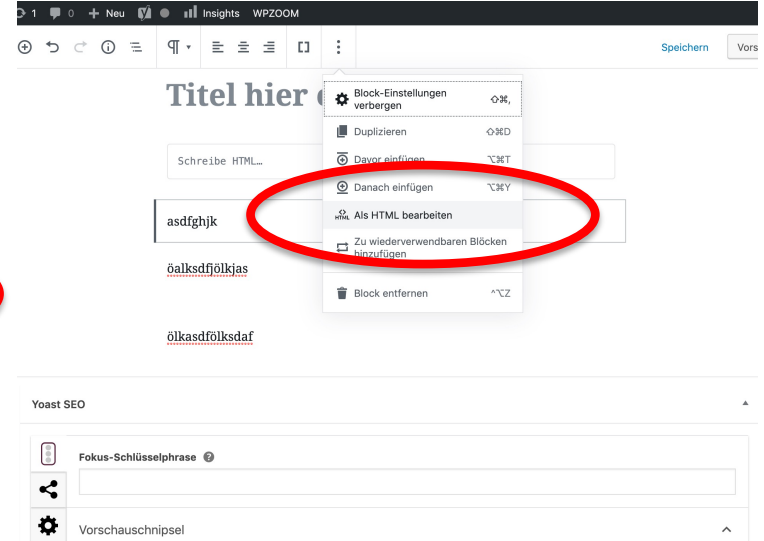 1 0 + Neu Insights WPZOOM
Speichern Vors
Titel hier
Block-Einstellungen
verbergen ⇧⌘,
Duplizieren ⇧⌘D
Schreibe HTML…
Davor einfügen ⌥⌘T
Danach einfügen ⌥⌘Y
asdfghjk
HTML Als HTML bearbeiten
Zu wiederverwendbaren Blöcken
hinzufügen
öalksdfjölkjas
Block entfernen ^⌥Z
ölkasdfölksdaf
Yoast SEO
Fokus-Schlüsselphrase ?
Vorschauschnipsel